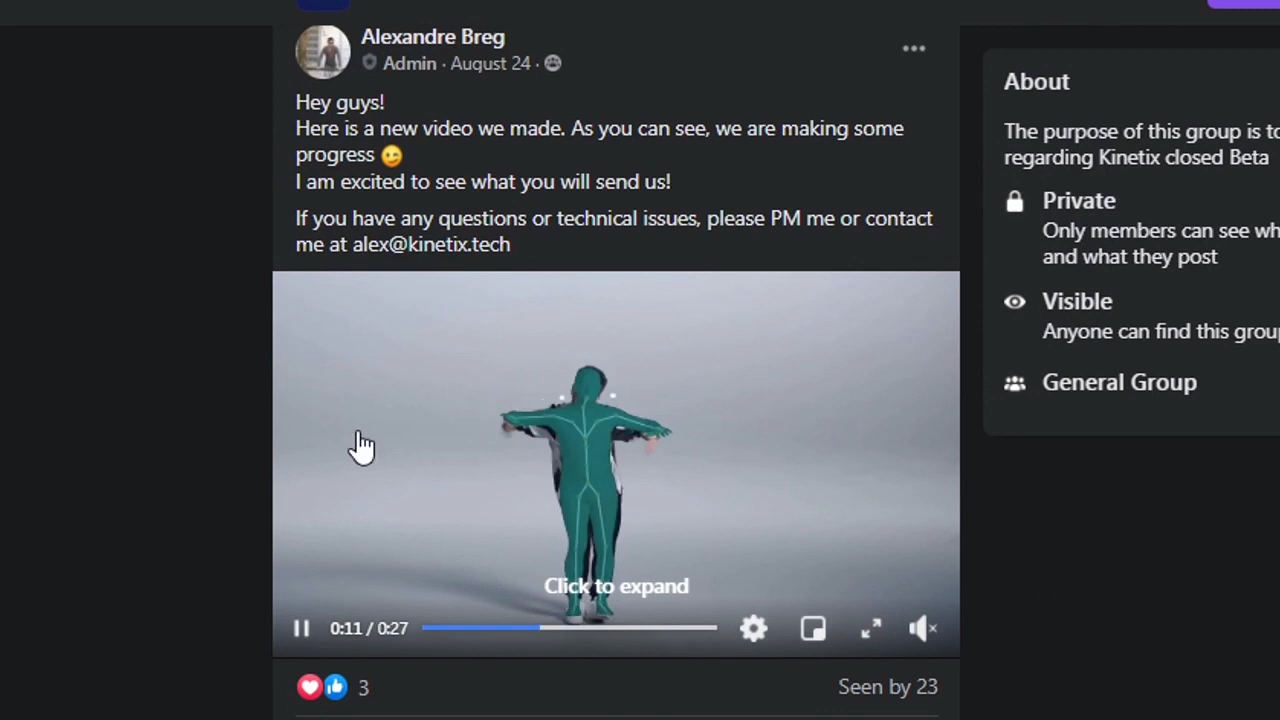 Alexandre Breg
Admin · August 24 ·
Hey guys!
Here is a new video we made. As you can see, we are making some
progress 😉
I am excited to see what you will send us!
If you have any questions or technical issues, please PM me or contact
me at alex@kinetix.tech
Click to expand
0:11 / 0:27
3
Seen by 23
About
The purpose of this group is to
regarding Kinetix closed Beta
Private
Only members can see
and what they post
Visible
Anyone can find this
General Group